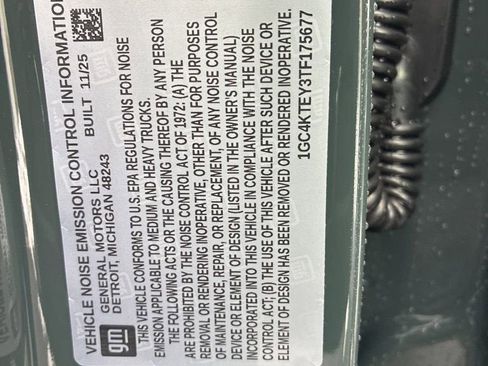 VEHICLE NOISE EMISSION CONTROL INFORMATION
GENERAL MOTORS LLC BUILT 11/25
DETROIT, MICHIGAN 48243
gm
THIS VEHICLE CONFORMS TO U.S. EPA REGULATIONS FOR NOISE
EMISSION APPLICABLE TO MEDIUM AND HEAVY TRUCKS.
THE FOLLOWING ACTS OR THE CAUSING THEREOF BY ANY PERSON
ARE PROHIBITED BY THE NOISE CONTROL ACT OF 1972: (A) THE
REMOVAL OR RENDERING INOPERATIVE, OTHER THAN FOR PURPOSES
OF MAINTENANCE, REPAIR, OR REPLACEMENT, OF ANY NOISE CONTROL
DEVICE OR ELEMENT OF DESIGN (LISTED IN THE OWNER'S MANUAL)
INCORPORATED INTO THIS VEHICLE IN COMPLIANCE WITH THE NOISE
CONTROL ACT; (B) THE USE OF THIS VEHICLE AFTER SUCH DEVICE OR
ELEMENT OF DESIGN HAS BEEN REMOVED OR RENDERED INOPERATIVE.
1GC4KTEY3TF175677